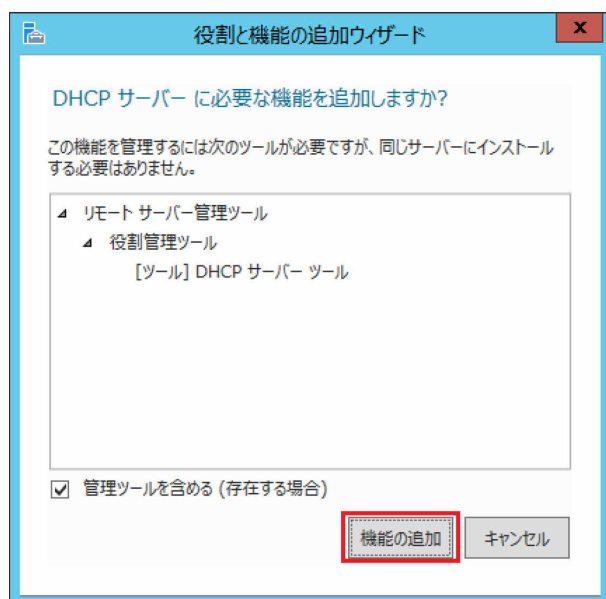 役割と機能の追加ウィザード
x
DHCP サーバー に必要な機能を追加しますか?
この機能を管理するには次のツールが必要ですが、同じサーバーにインストール
する必要はありません。
リモート サーバー管理ツール
役割管理ツール
[ツール] DHCP サーバー ツール
管理ツールを含める (存在する場合)
機能の追加 キャンセル